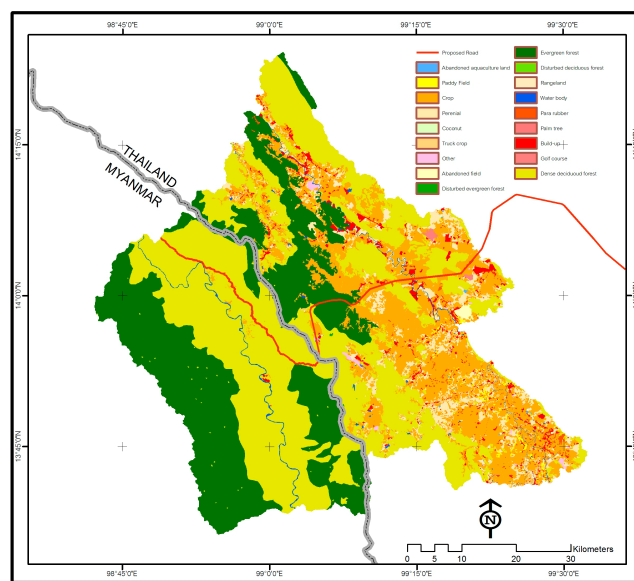 98°45'0"E 99°0'0"E 99°15'0"E 99°30'0"E
Proposed Road
Abandoned aquaculture land
Paddy Field
Crop
Perenial
Coconut
Truck crop
Other
Abandoned field
Disturbed evergreen forest
Evergreen forest
Disturbed deciduous forest
Rangeland
Water body
Para rubber
Palm tree
Build-up
Golf course
Dense deciduoud forest
14°15'0"N
THAILAND
MYANMAR
14°0'0"N
13°45'0"N
N
Kilometers
0 5 10 20 30
98°45'0"E 99°0'0"E 99°15'0"E 99°30'0"E